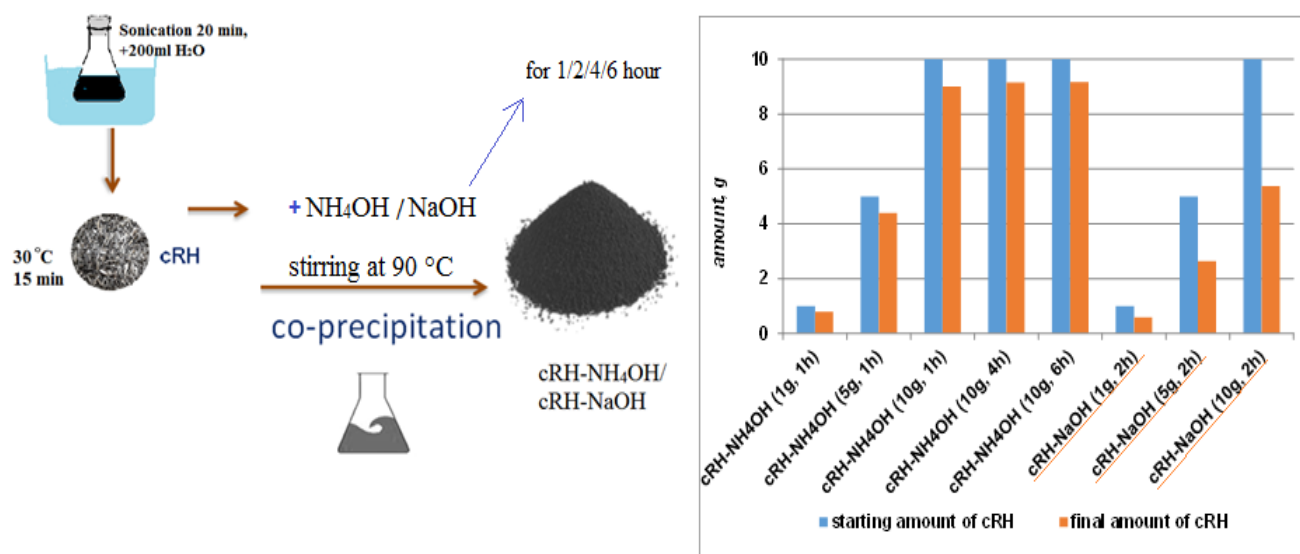 Sonication 20 min,
+200ml H₂O
for 1/2/4/6 hour
+ NH₄OH / NaOH
30 °C
15 min
cRH
stirring at 90 °C
co-precipitation
cRH-NH₄OH/
cRH-NaOH
amount, g
10
8
6
4
2
0
cRH-NH4OH (1g, 1h)
cRH-NH4OH (5g, 1h)
cRH-NH4OH (10g, 1h)
cRH-NH4OH (10g, 4h)
cRH-NH4OH (10g, 6h)
cRH-NaOH (1g, 2h)
cRH-NaOH (5g, 2h)
cRH-NaOH (10g, 2h)
starting amount of cRH
final amount of cRH